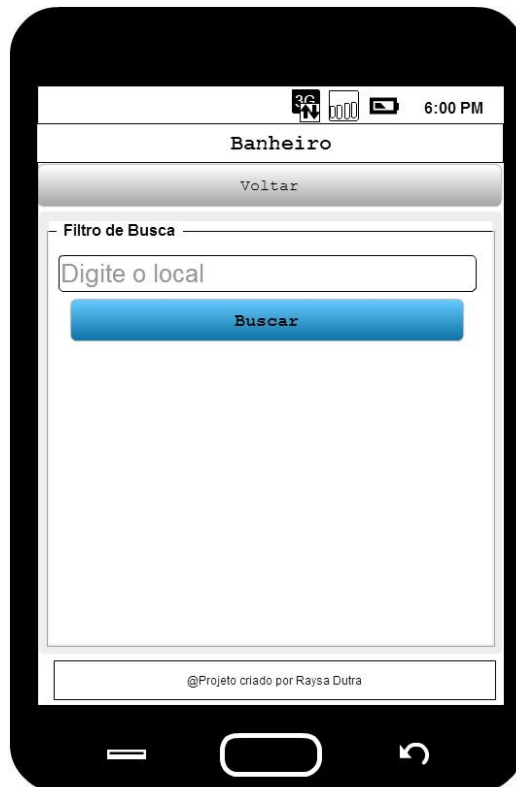 3G
6:00 PM
Banheiro
Voltar
Filtro de Busca
Digite o local
Buscar
@Projeto criado por Raysa Dutra